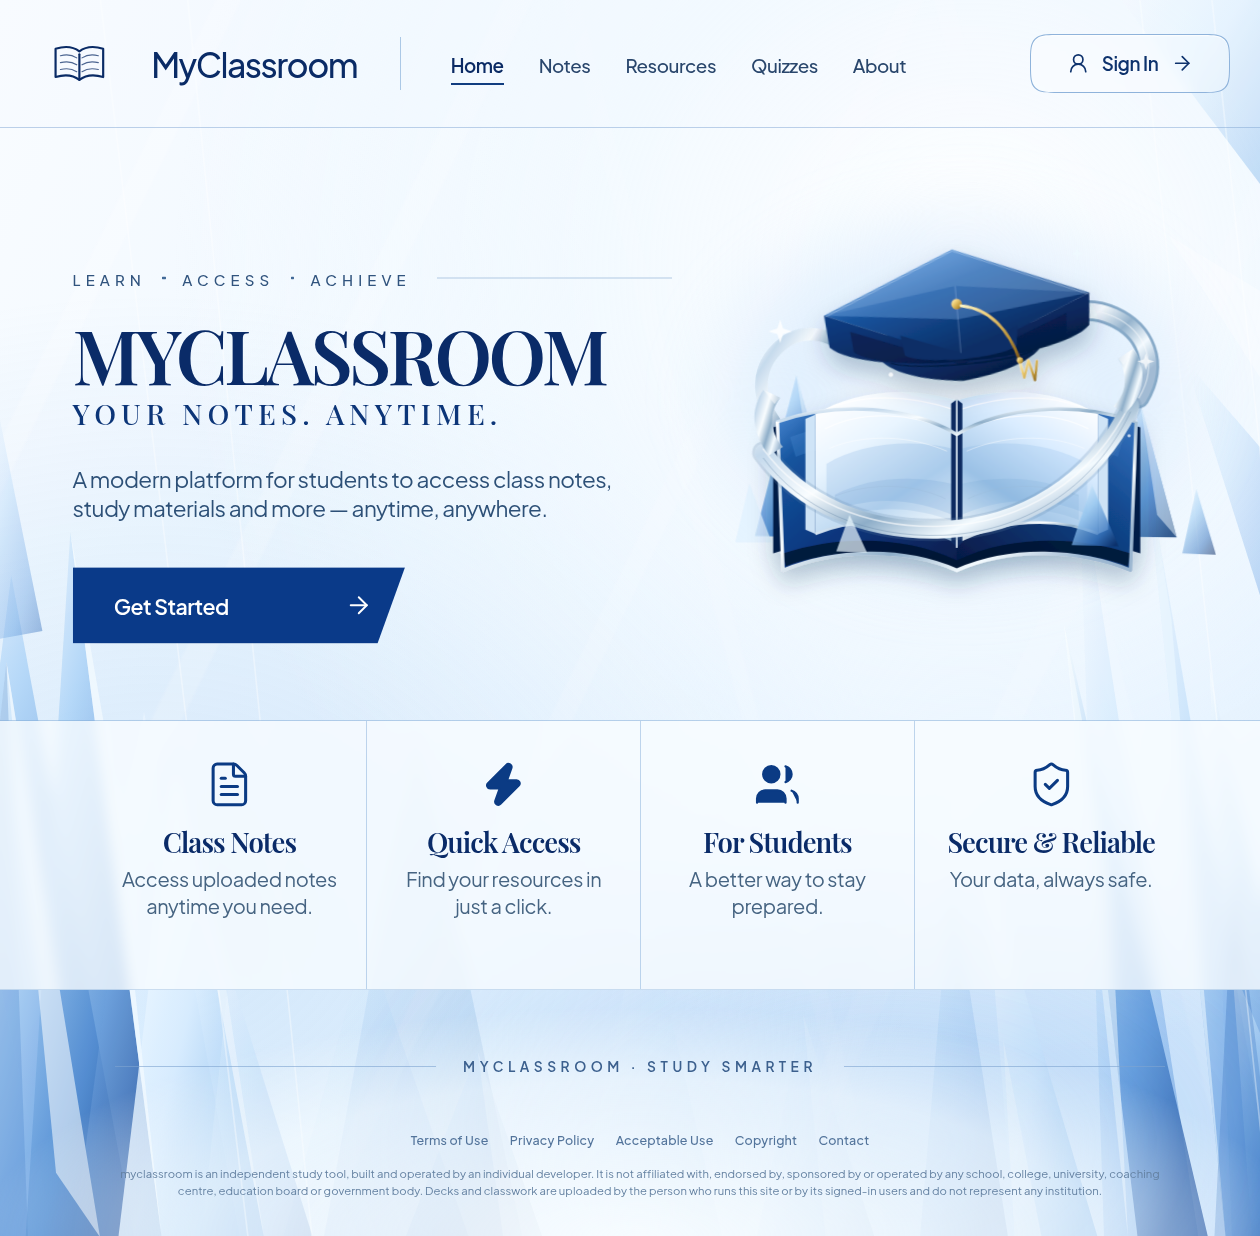 MyClassroom
Home Notes Resources Quizzes About
Sign In
LEARN · ACCESS · ACHIEVE
MYCLASSROOM
YOUR NOTES. ANYTIME.
A modern platform for students to access class notes,
study materials and more — anytime, anywhere.
Get Started
Class Notes
Access uploaded notes
anytime you need.
Quick Access
Find your resources in
just a click.
For Students
A better way to stay
prepared.
Secure & Reliable
Your data, always safe.
MYCLASSROOM · STUDY SMARTER
Terms of Use Privacy Policy Acceptable Use Copyright Contact
myclassroom is an independent study tool, built and operated by an individual developer. It is not affiliated with, endorsed by, sponsored by or operated by any school, college, university, coaching
centre, education board or government body. Decks and classwork are uploaded by the person who runs this site or by its signed-in users and do not represent any institution.